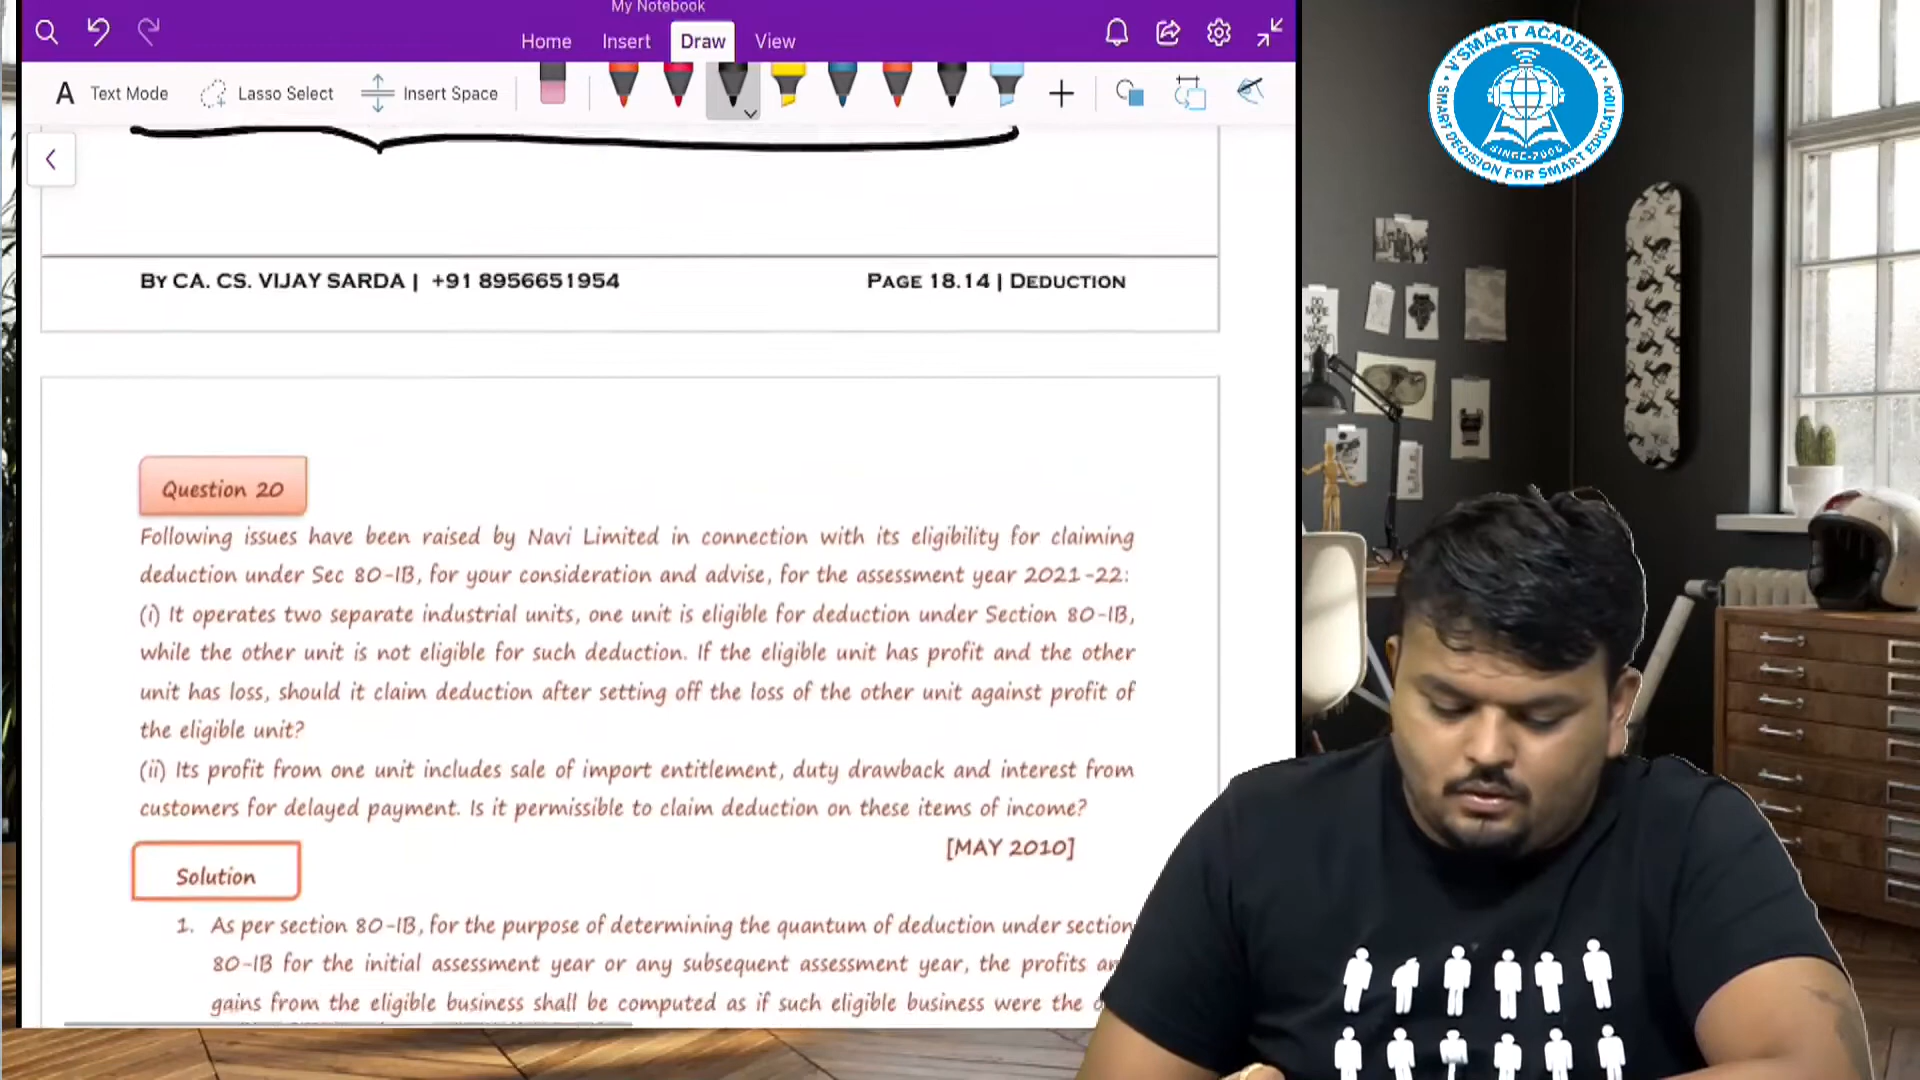 My Notebook
Home Insert Draw View
A Text Mode Lasso Select Insert Space
V'SMART ACADEMY
SMART DECISION FOR SMART EDUCATION
SINCE-2006
DO MORE OF WHAT MAKES
BY CA. CS. VIJAY SARDA | +91 8956651954 PAGE 18.14 | DEDUCTION
Question 20
Following issues have been raised by Navi Limited in connection with its eligibility for claiming
deduction under Sec 80-IB, for your consideration and advise, for the assessment year 2021-22:
(i) It operates two separate industrial units, one unit is eligible for deduction under Section 80-IB,
while the other unit is not eligible for such deduction. If the eligible unit has profit and the other
unit has loss, should it claim deduction after setting off the loss of the other unit against profit of
the eligible unit?
(ii) Its profit from one unit includes sale of import entitlement, duty drawback and interest from
customers for delayed payment. Is it permissible to claim deduction on these items of income?
[MAY 2010]
Solution
1. As per section 80-IB, for the purpose of determining the quantum of deduction under section
80-IB for the initial assessment year or any subsequent assessment year, the profits
gains from the eligible business shall be computed as if such eligible business were the